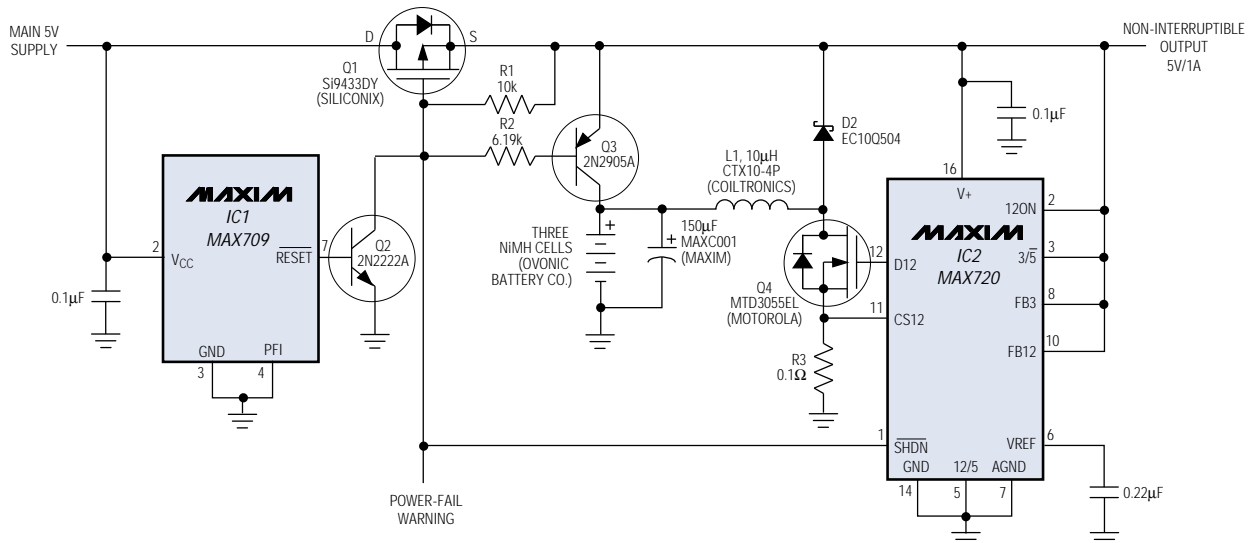 MAIN 5V
SUPPLY
D
S
Q1
Si9433DY
(SILICONIX)
R1
10k
R2
6.19k
Q3
2N2905A
D2
EC10Q504
NON-INTERRUPTIBLE
OUTPUT
5V/1A
0.1µF
L1, 10µH
CTX10-4P
(COILTRONICS)
16
V+
MAXIM
IC1
MAX709
2
VCC
RESET
7
GND
PFI
3
4
0.1µF
Q2
2N2222A
THREE
NiMH CELLS
(OVONIC
BATTERY CO.)
+
+
150µF
MAXC001
(MAXIM)
Q4
MTD3055EL
(MOTOROLA)
12
D12
11
CS12
R3
0.1Ω
MAXIM
IC2
MAX720
12ON
2
3/5
3
FB3
8
FB12
10
1
SHDN
VREF
6
GND
12/5
AGND
14
5
7
0.22µF
POWER-FAIL
WARNING